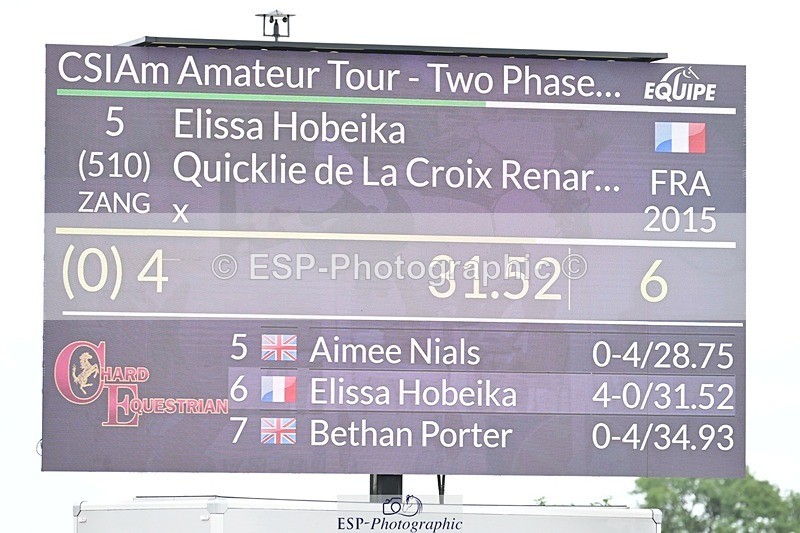 CSIAm Amateur Tour - Two Phase...
EQUIPE
5 Elissa Hobeika
(510) Quicklie de La Croix Renar... FRA
ZANG x 2015
(0) 4 31.52 6
© ESP-Photographic ©
5 Aimee Nials 0-4/28.75
CHARD
6 Elissa Hobeika 4-0/31.52
EQUESTRIAN
7 Bethan Porter 0-4/34.93
ESP-Photographic